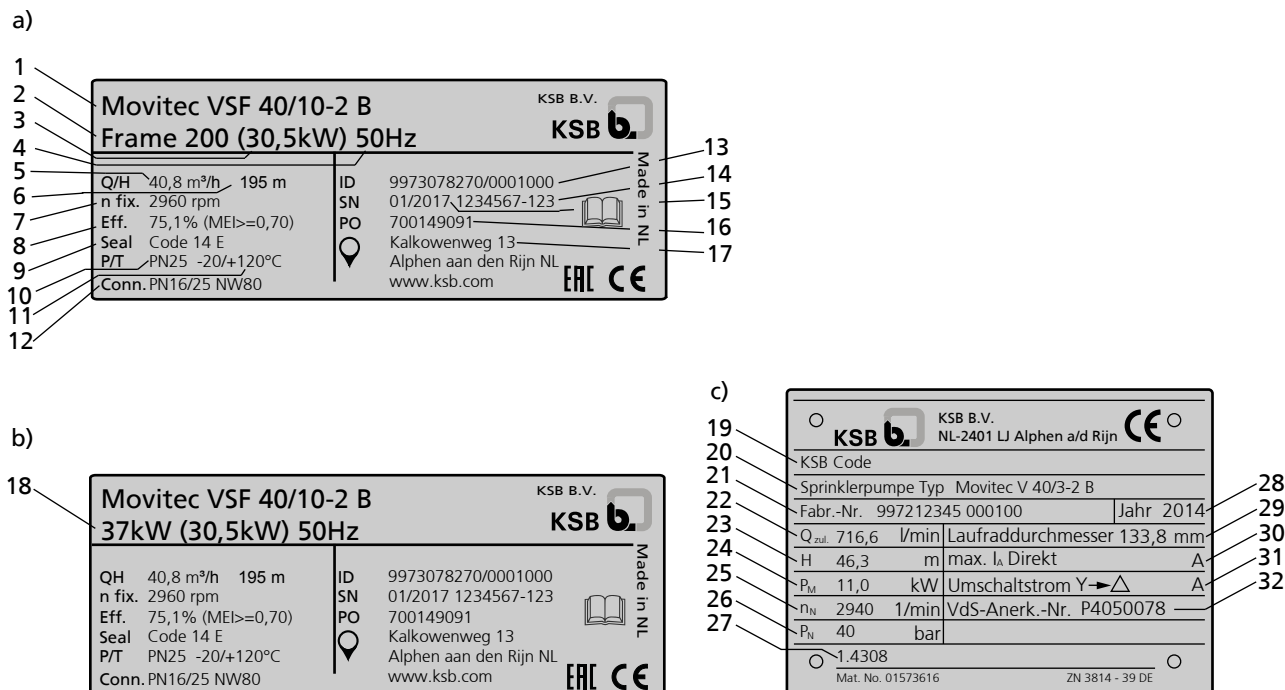 a)
1
2
3
4
5
6
7
8
9
10
11
12
Movitec VSF 40/10-2 B
KSB B.V.
Frame 200 (30,5kW) 50Hz
KSB b.
Q/H 40,8 m³/h 195 m
n fix. 2960 rpm
Eff. 75,1% (MEI>=0,70)
Seal Code 14 E
P/T PN25 -20/+120°C
Conn. PN16/25 NW80
ID 9973078270/0001000
SN 01/2017 1234567-123
PO 700149091
Kalkowenweg 13
Alphen aan den Rijn NL
www.ksb.com
Made in NL
EAC CE
13
14
15
16
17
b)
18
Movitec VSF 40/10-2 B
KSB B.V.
37kW (30,5kW) 50Hz
KSB b.
QH 40,8 m³/h 195 m
n fix. 2960 rpm
Eff. 75,1% (MEI>=0,70)
Seal Code 14 E
P/T PN25 -20/+120°C
Conn. PN16/25 NW80
ID 9973078270/0001000
SN 01/2017 1234567-123
PO 700149091
Kalkowenweg 13
Alphen aan den Rijn NL
www.ksb.com
Made in NL
EAC CE
c)
19
20
21
22
23
24
25
26
27
KSB b.
KSB B.V.
NL-2401 LJ Alphen a/d Rijn
CE
KSB Code
Sprinklerpumpe Typ Movitec V 40/3-2 B
Fabr.-Nr. 997212345 000100 Jahr 2014
Q zul. 716,6 l/min Laufraddurchmesser 133,8 mm
H 46,3 m max. IA Direkt A
PM 11,0 kW Umschaltstrom Y➛△ A
nN 2940 1/min VdS-Anerk.-Nr. P4050078
PN 40 bar
1.4308
Mat. No. 01573616 ZN 3814 - 39 DE
28
29
30
31
32